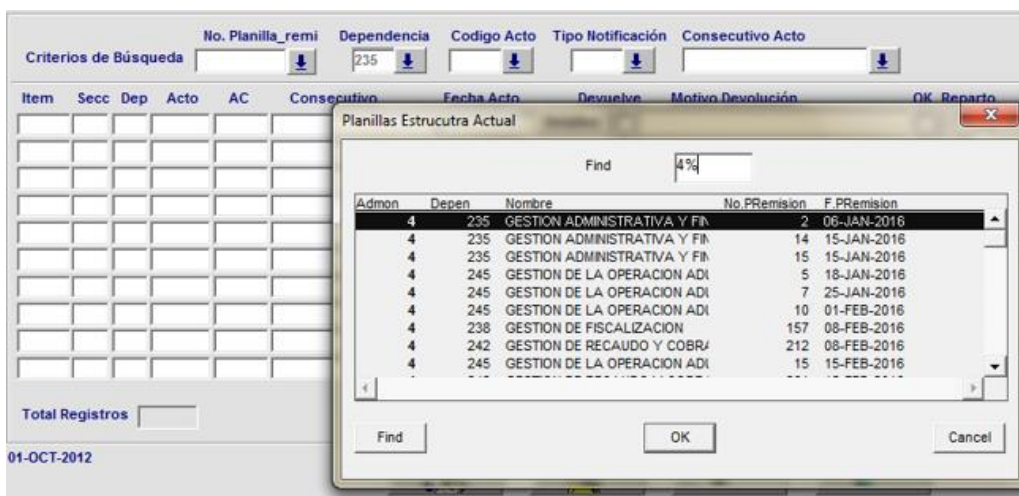 No. Planilla_remi Dependencia Codigo Acto Tipo Notificación Consecutivo Acto
Criterios de Búsqueda 235
Item Secc Dep Acto AC Consecutivo Fecha Acto Devuelve Motivo Devolución OK Reparto
Planillas Estrucutra Actual
Find 4%
Admon Depen Nombre No.PRemision F.PRemision
4 235 GESTION ADMINISTRATIVA Y FIN 2 06-JAN-2016
4 235 GESTION ADMINISTRATIVA Y FIN 14 15-JAN-2016
4 235 GESTION ADMINISTRATIVA Y FIN 15 15-JAN-2016
4 245 GESTION DE LA OPERACION ADU 5 18-JAN-2016
4 245 GESTION DE LA OPERACION ADU 7 25-JAN-2016
4 245 GESTION DE LA OPERACION ADU 10 01-FEB-2016
4 238 GESTION DE FISCALIZACION 157 08-FEB-2016
4 242 GESTION DE RECAUDO Y COBRA 212 08-FEB-2016
4 245 GESTION DE LA OPERACION ADU 15 15-FEB-2016
Total Registros
Find OK Cancel
01-OCT-2012